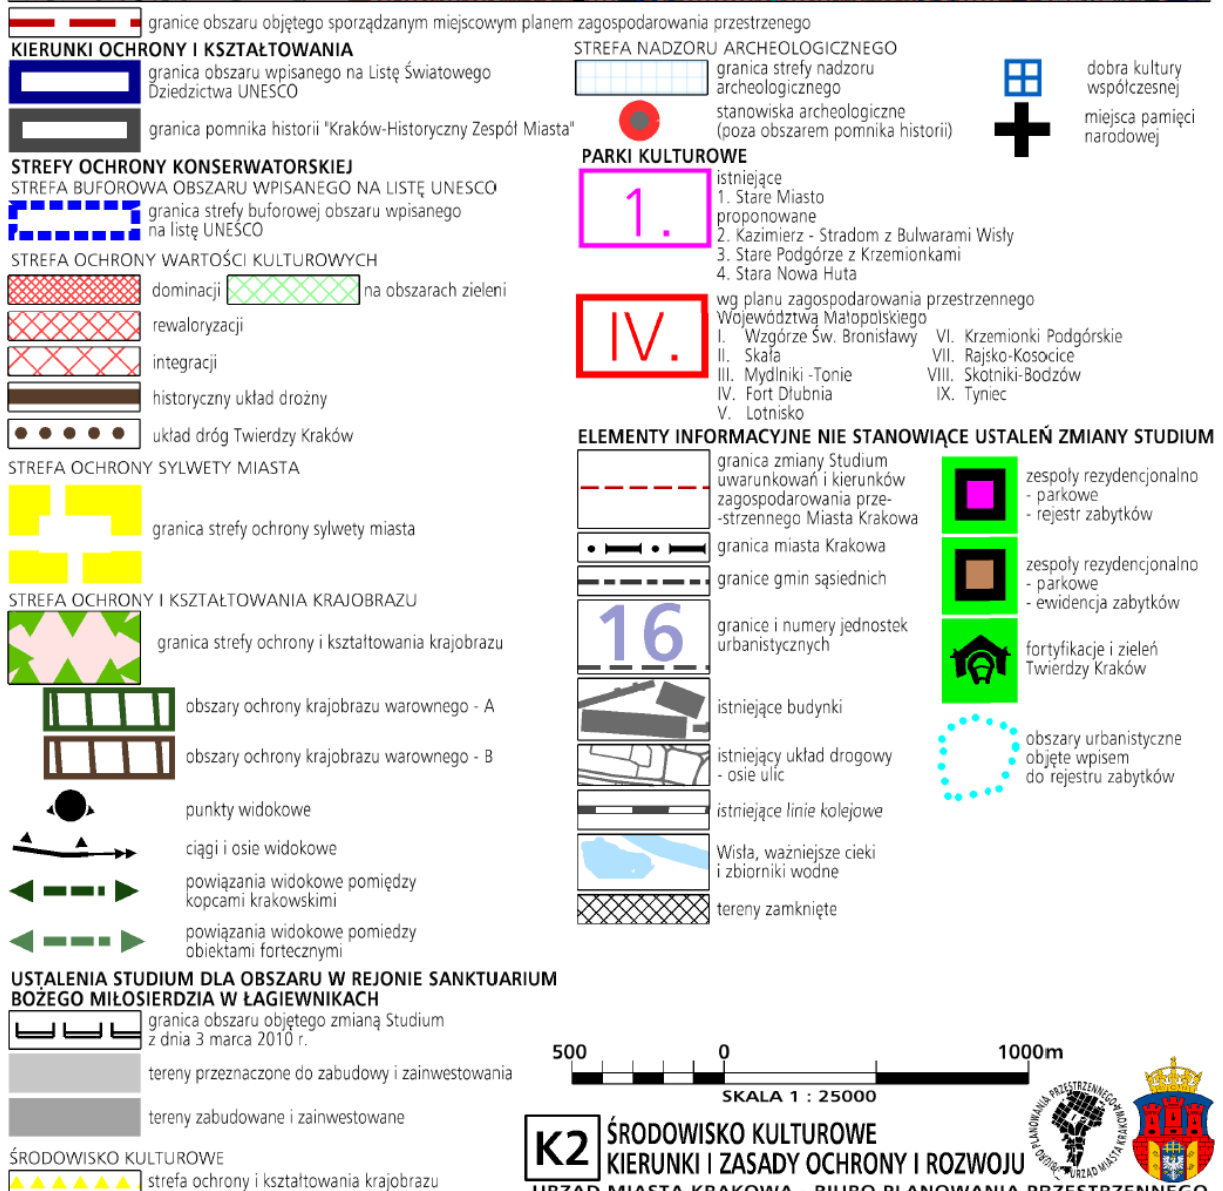 granice obszaru objętego sporządzanym miejscowym planem zagospodarowania przestrzenego
KIERUNKI OCHRONY I KSZTAŁTOWANIA
granica obszaru wpisanego na Listę Światowego
Dziedzictwa UNESCO
granica pomnika historii "Kraków-Historyczny Zespół Miasta"
STREFY OCHRONY KONSERWATORSKIEJ
STREFA BUFOROWA OBSZARU WPISANEGO NA LISTĘ UNESCO
granica strefy buforowej obszaru wpisanego
na listę UNESCO
STREFA OCHRONY WARTOŚCI KULTUROWYCH
dominacji
na obszarach zieleni
rewaloryzacji
integracji
historyczny układ drożny
układ dróg Twierdzy Kraków
STREFA OCHRONY SYLWETY MIASTA
granica strefy ochrony sylwety miasta
STREFA OCHRONY I KSZTAŁTOWANIA KRAJOBRAZU
granica strefy ochrony i kształtowania krajobrazu
obszary ochrony krajobrazu warownego - A
obszary ochrony krajobrazu warownego - B
punkty widokowe
ciągi i osie widokowe
powiązania widokowe pomiędzy
kopcami krakowskimi
powiązania widokowe pomiedzy
obiektami fortecznymi
USTALENIA STUDIUM DLA OBSZARU W REJONIE SANKTUARIUM
BOŻEGO MIŁOSIERDZIA W ŁAGIEWNIKACH
granica obszaru objętego zmianą Studium
z dnia 3 marca 2010 r.
tereny przeznaczone do zabudowy i zainwestowania
tereny zabudowane i zainwestowane
ŚRODOWISKO KULTUROWE
strefa ochrony i kształtowania krajobrazu
STREFA NADZORU ARCHEOLOGICZNEGO
granica strefy nadzoru
archeologicznego
stanowiska archeologiczne
(poza obszarem pomnika historii)
dobra kultury
współczesnej
miejsca pamięci
narodowej
PARKI KULTUROWE
1.
istniejące
1. Stare Miasto
proponowane
2. Kazimierz - Stradom z Bulwarami Wisły
3. Stare Podgórze z Krzemionkami
4. Stara Nowa Huta
IV.
wg planu zagospodarowania przestrzennego
Województwa Małopolskiego
I. Wzgórze Św. Bronisławy
II. Skała
III. Mydlniki -Tonie
IV. Fort Dłubnia
V. Lotnisko
VI. Krzemionki Podgórskie
VII. Rajsko-Kosocice
VIII. Skotniki-Bodzów
IX. Tyniec
ELEMENTY INFORMACYJNE NIE STANOWIĄCE USTALEŃ ZMIANY STUDIUM
granica zmiany Studium
uwarunkowań i kierunków
zagospodarowania prze-
-strzennego Miasta Krakowa
granica miasta Krakowa
granice gmin sąsiednich
16
granice i numery jednostek
urbanistycznych
istniejące budynki
istniejący układ drogowy
- osie ulic
istniejące linie kolejowe
Wisła, ważniejsze cieki
i zbiorniki wodne
tereny zamknięte
zespoły rezydencjonalno
- parkowe
- rejestr zabytków
zespoły rezydencjonalno
- parkowe
- ewidencja zabytków
fortyfikacje i zieleń
Twierdzy Kraków
obszary urbanistyczne
objęte wpisem
do rejestru zabytków
500 0 1000m
SKALA 1 : 25000
K2
ŚRODOWISKO KULTUROWE
KIERUNKI I ZASADY OCHRONY I ROZWOJU
BIURO PLANOWANIA PRZESTRZENNEGO
URZĄD MIASTA KRAKOWA
URZĄD MIASTA KRAKOWA - BIURO PLANOWANIA PRZESTRZENNEGO